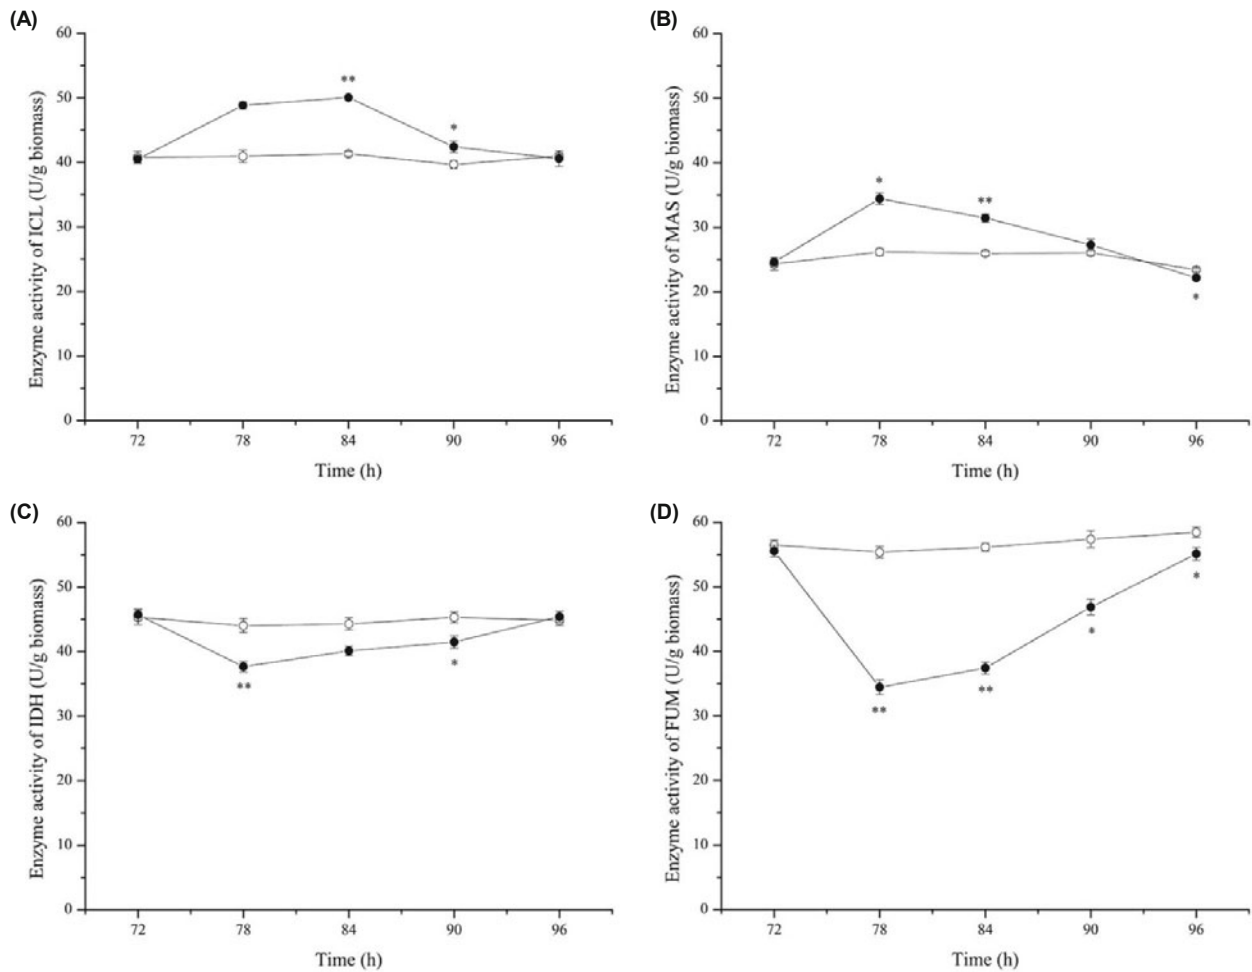 (A)
60
50
40
30
20
10
0
Enzyme activity of ICL (U/g biomass)
**
*
72 78 84 90 96
Time (h)
(B)
60
50
40
30
20
10
0
Enzyme activity of MAS (U/g biomass)
*
**
*
72 78 84 90 96
Time (h)
(C)
60
50
40
30
20
10
0
Enzyme activity of IDH (U/g biomass)
**
*
72 78 84 90 96
Time (h)
(D)
60
50
40
30
20
10
0
Enzyme activity of FUM (U/g biomass)
**
**
*
*
72 78 84 90 96
Time (h)